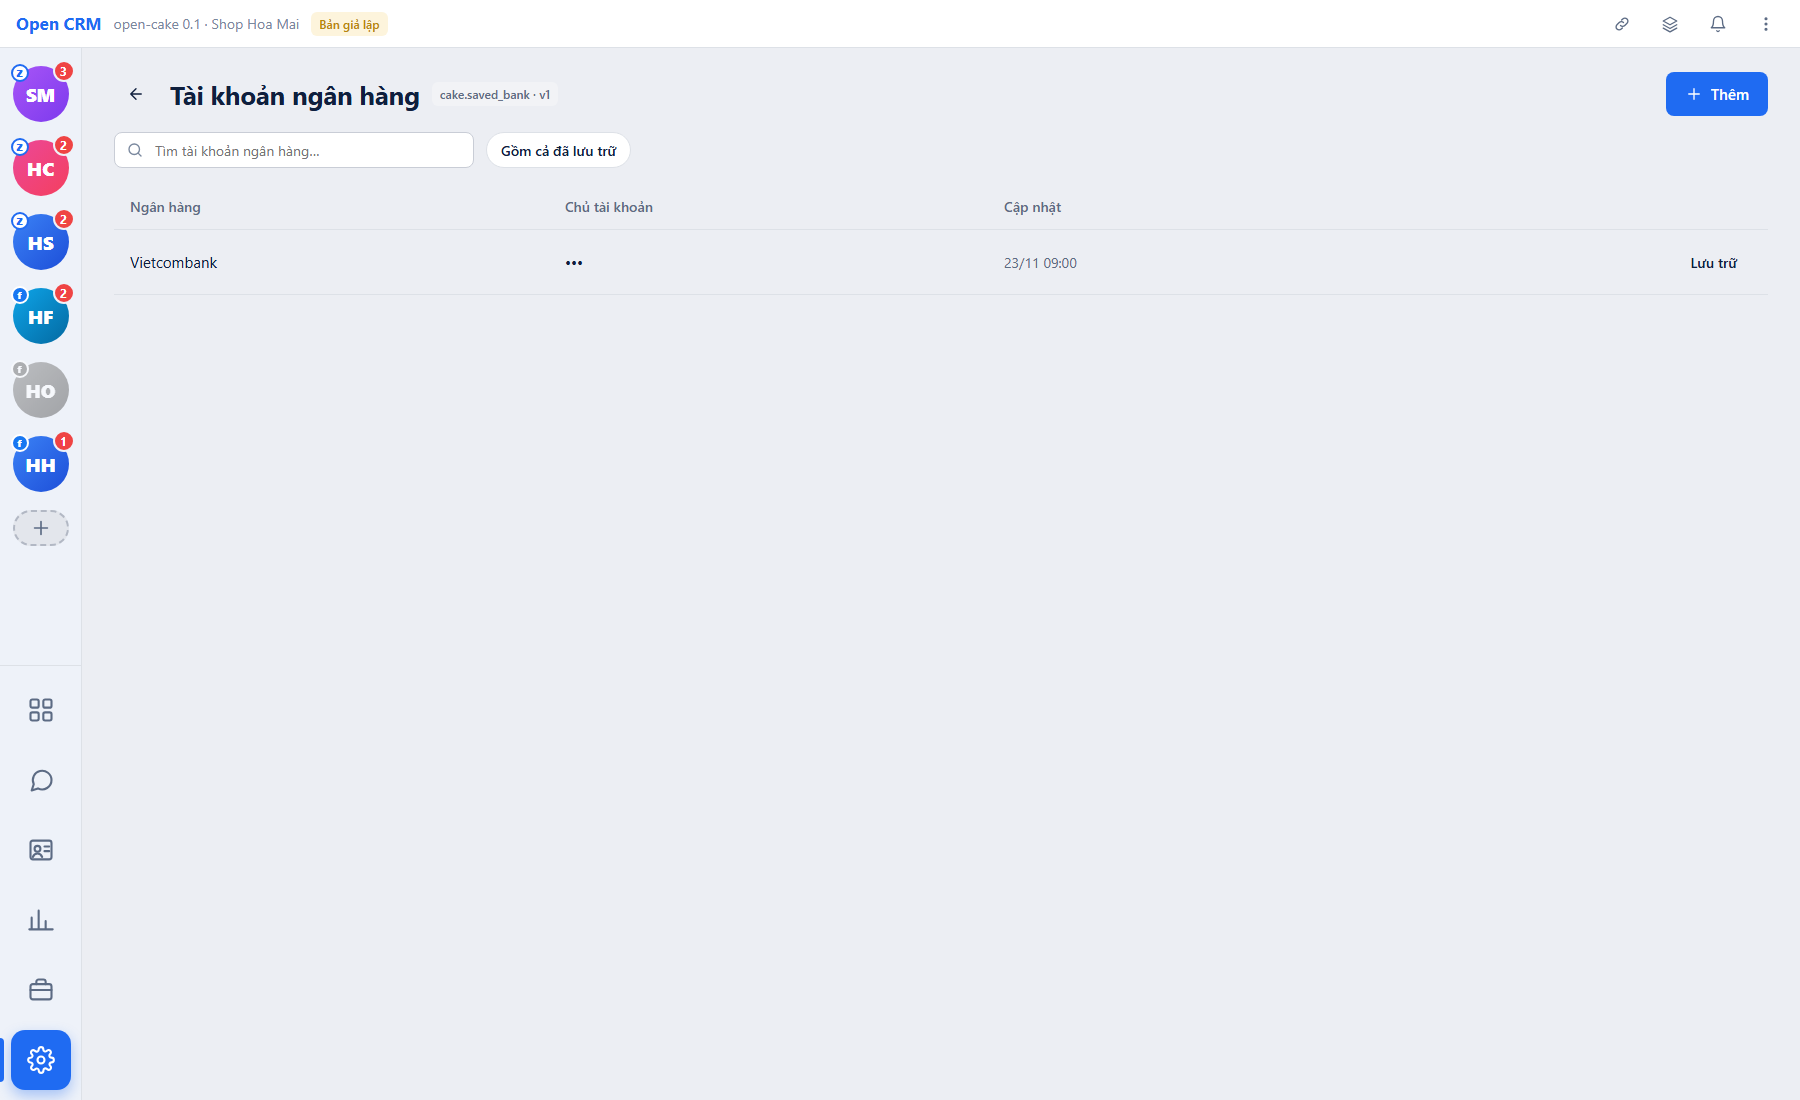 Open CRM open-cake 0.1 · Shop Hoa Mai Bản giả lập
z 3
SM
z 2
HC
z 2
HS
f 2
HF
f
HO
f 1
HH
Tài khoản ngân hàng cake.saved_bank · v1
Thêm
Tìm tài khoản ngân hàng...
Gồm cả đã lưu trữ
Ngân hàng Chủ tài khoản Cập nhật
Vietcombank ••• 23/11 09:00 Lưu trữ